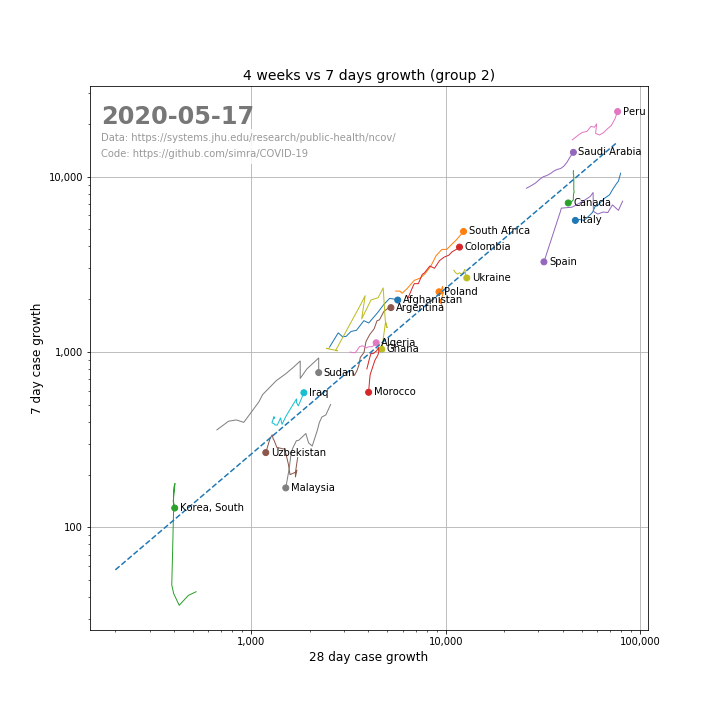 4 weeks vs 7 days growth (group 2)
2020-05-17
Data: https://systems.jhu.edu/research/public-health/ncov/
Code: https://github.com/simra/COVID-19
Peru
Saudi Arabia
10,000
Canada
Italy
South Africa
Colombia
Spain
Ukraine
Poland
Afghanistan
Argentina
Algeria
Ghana
1,000
Sudan
Iraq
Morocco
Uzbekistan
Malaysia
Korea, South
100
1,000
10,000
100,000
28 day case growth
7 day case growth